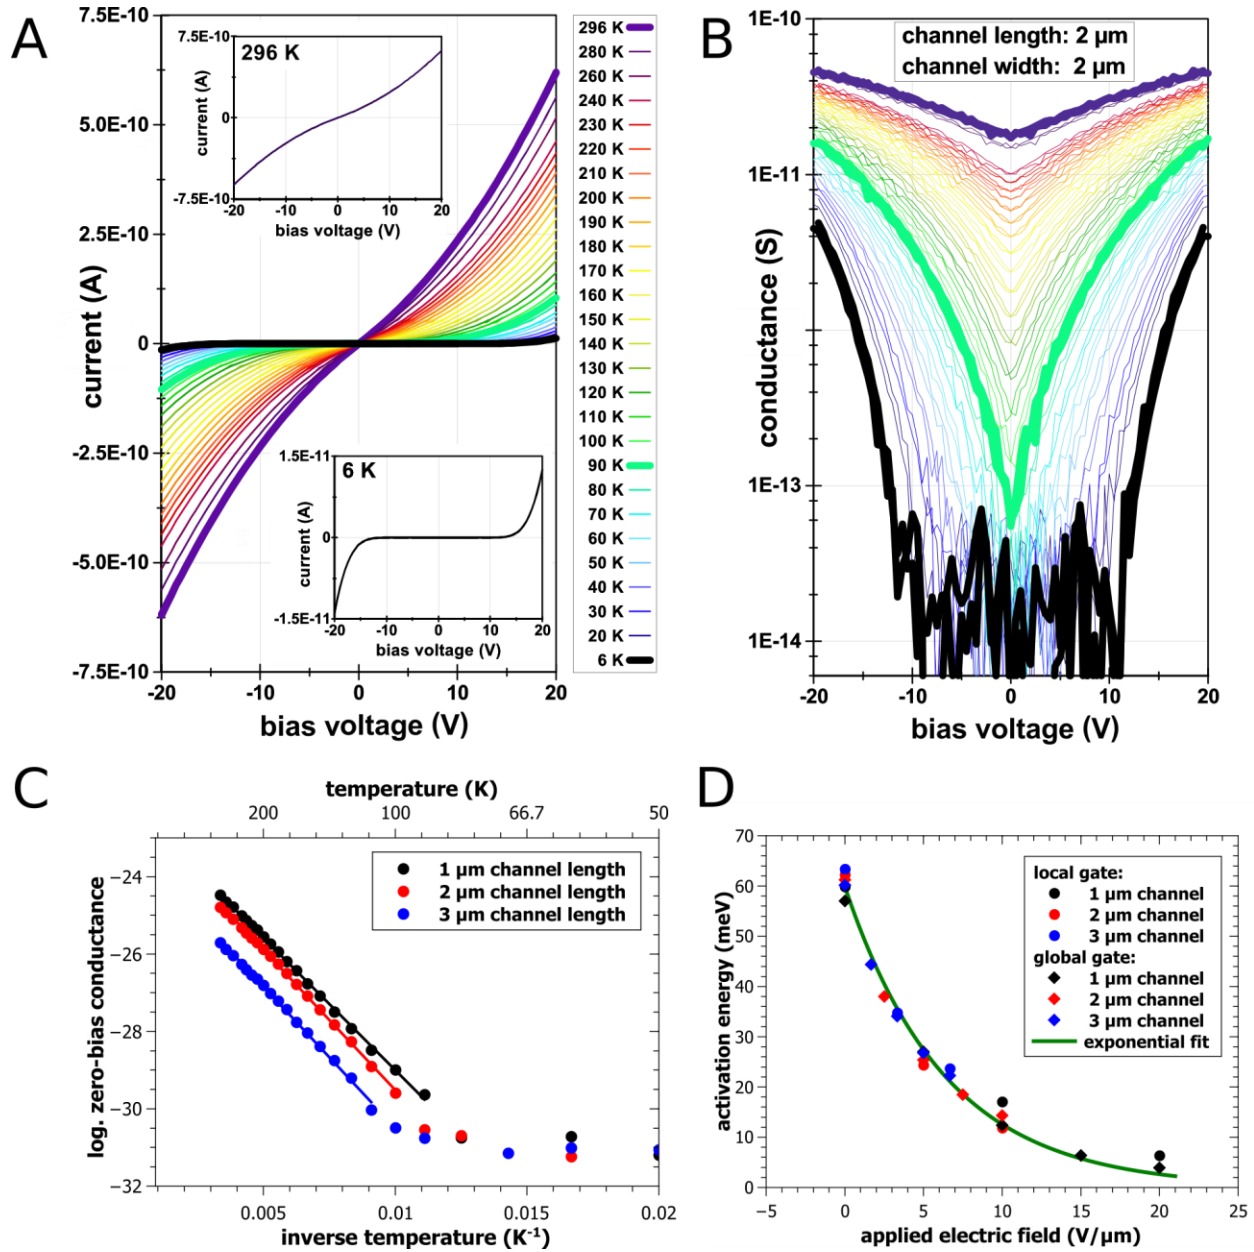 A
7.5E-10
5.0E-10
2.5E-10
0
-2.5E-10
-5.0E-10
-7.5E-10
current (A)
-20
-10
0
10
20
bias voltage (V)
296 K
7.5E-10
0
-7.5E-10
current (A)
-20
-10
0
10
20
bias voltage (V)
6 K
1.5E-11
0
-1.5E-11
current (A)
-20
-10
0
10
20
bias voltage (V)
296 K
280 K
260 K
240 K
230 K
220 K
210 K
200 K
190 K
180 K
170 K
160 K
150 K
140 K
130 K
120 K
110 K
100 K
90 K
80 K
70 K
60 K
50 K
40 K
30 K
20 K
6 K
B
channel length: 2 µm
channel width: 2 µm
1E-10
1E-11
1E-13
1E-14
conductance (S)
-20
-10
0
10
20
bias voltage (V)
C
temperature (K)
200
100
66.7
50
1 µm channel length
2 µm channel length
3 µm channel length
−24
−26
−28
−30
−32
log. zero-bias conductance
0.005
0.01
0.015
0.02
inverse temperature (K⁻¹)
D
70
60
50
40
30
20
10
0
activation energy (meV)
local gate:
1 µm channel
2 µm channel
3 µm channel
global gate:
1 µm channel
2 µm channel
3 µm channel
exponential fit
−5
0
5
10
15
20
25
applied electric field (V/µm)